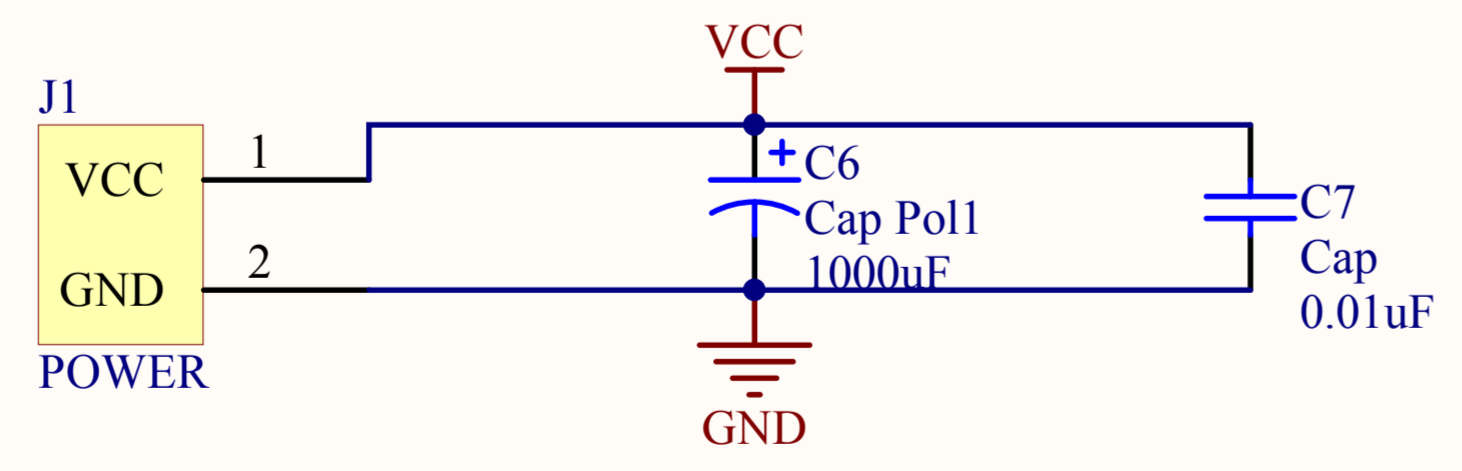 VCC
J1
VCC
1
GND
2
POWER
+
C6
Cap Pol1
1000uF
C7
Cap
0.01uF
GND